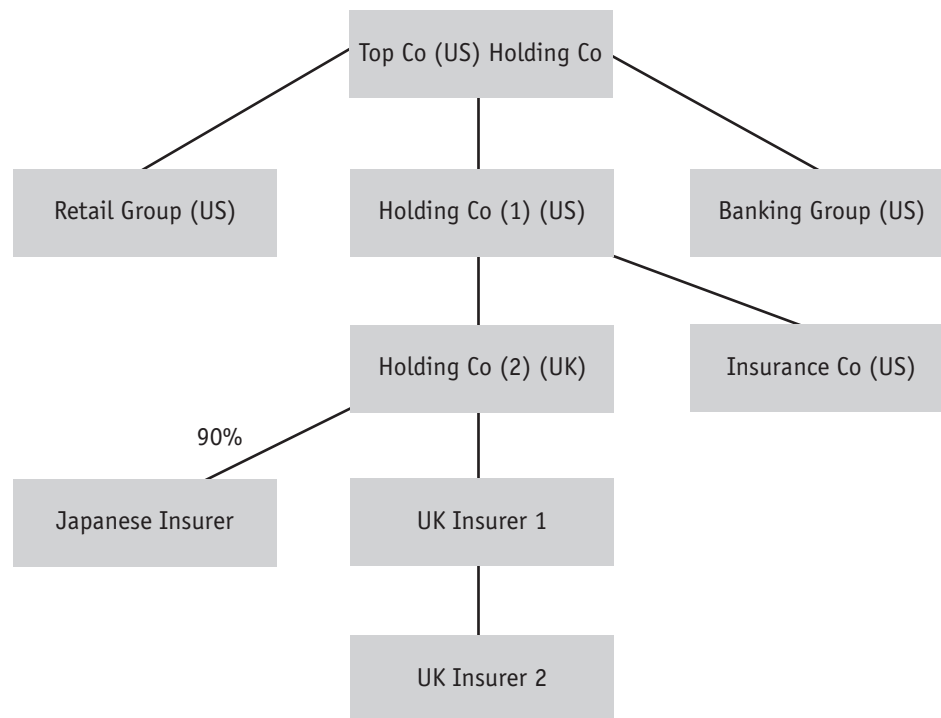 Top Co (US) Holding Co
Retail Group (US)
Holding Co (1) (US)
Banking Group (US)
Holding Co (2) (UK)
Insurance Co (US)
90%
Japanese Insurer
UK Insurer 1
UK Insurer 2